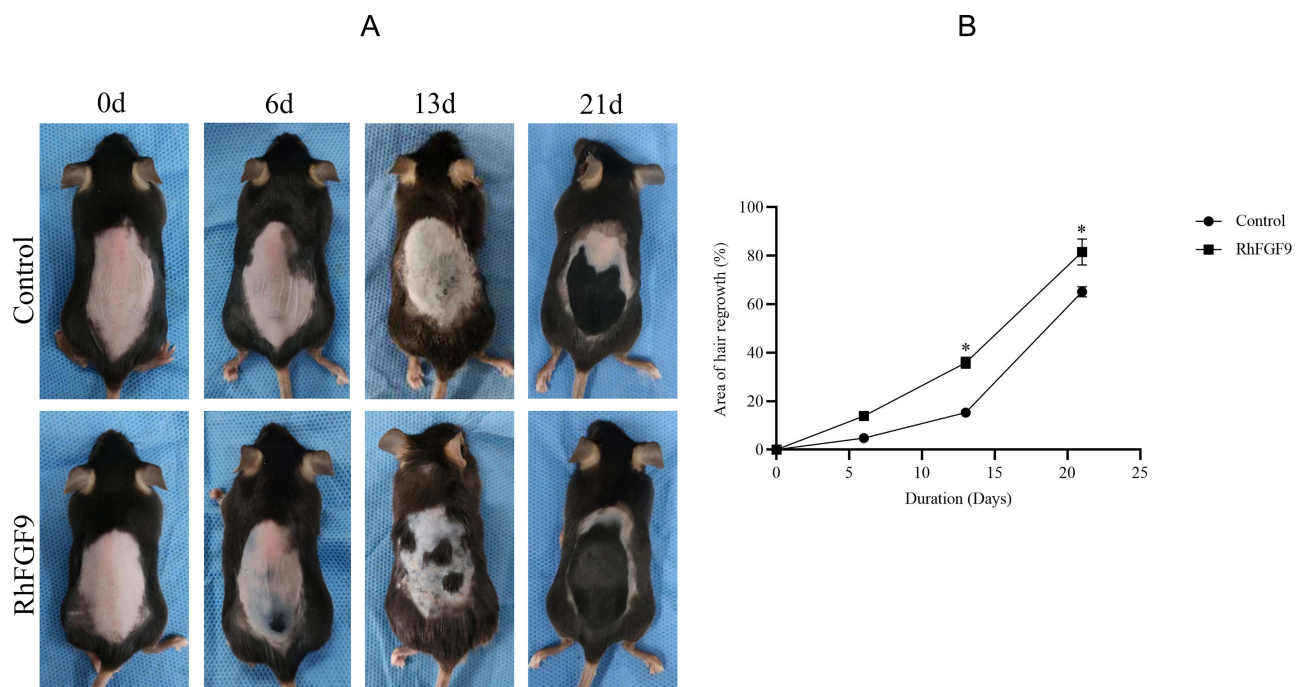 A
B
0d
6d
13d
21d
Control
RhFGF9
100
80
60
40
20
0
0
5
10
15
20
25
Area of hair regrowth (%)
Duration (Days)
*
*
Control
RhFGF9